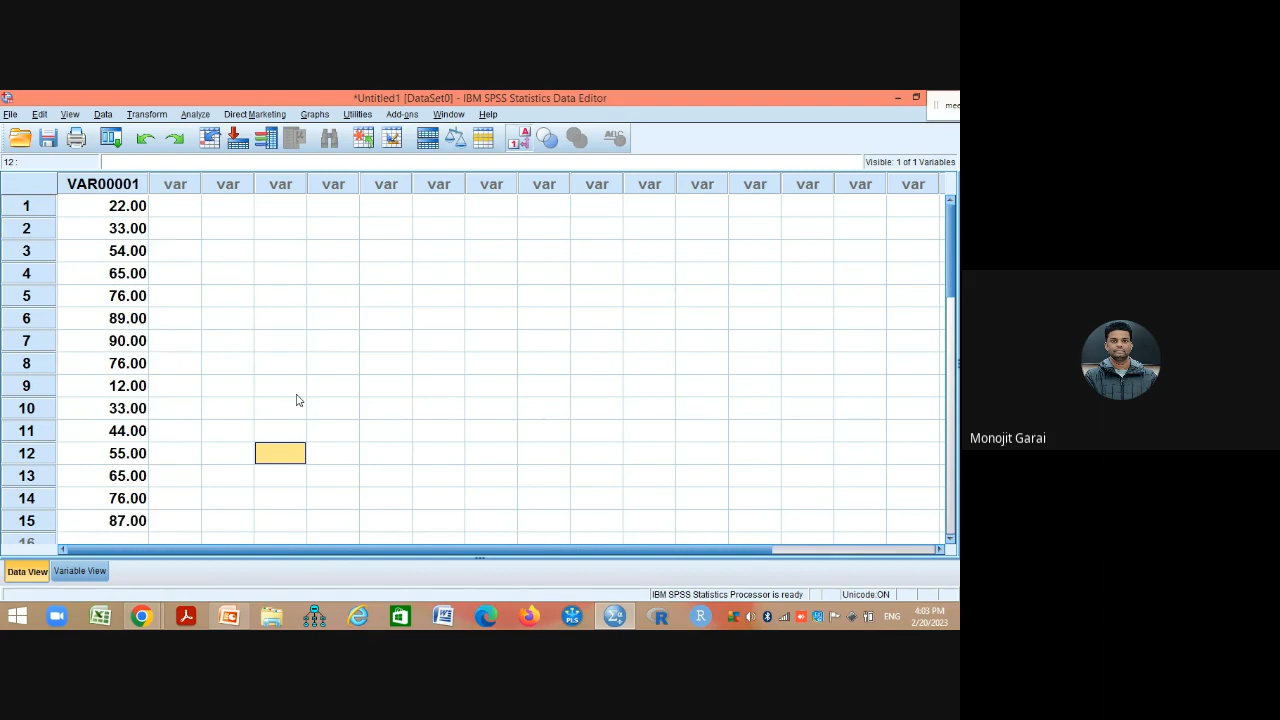 *Untitled1 [DataSet0] - IBM SPSS Statistics Data Editor
File Edit View Data Transform Analyze Direct Marketing Graphs Utilities Add-ons Window Help
12 :
Visible: 1 of 1 Variables
VAR00001 var var var var var var var var var var var var var var var
1 22.00
2 33.00
3 54.00
4 65.00
5 76.00
6 89.00
7 90.00
8 76.00
9 12.00
10 33.00
11 44.00
12 55.00
13 65.00
14 76.00
15 87.00
16
Data View Variable View
IBM SPSS Statistics Processor is ready Unicode:ON
ENG
4:03 PM
2/20/2023
Monojit Garai